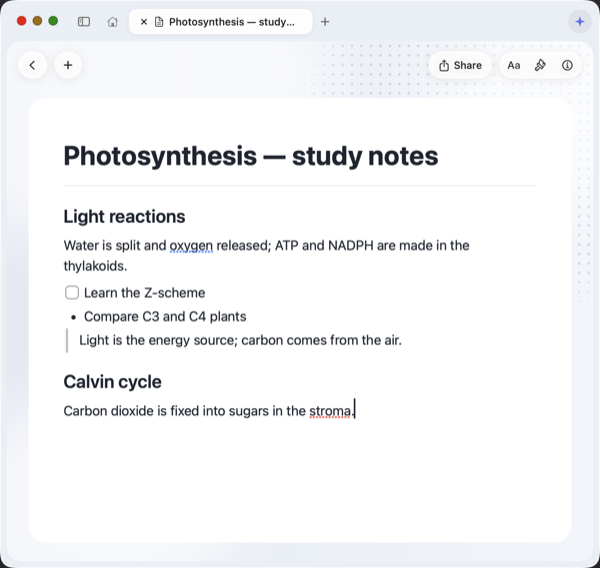 Photosynthesis — study...
Share
Aa
Photosynthesis — study notes
Light reactions
Water is split and oxygen released; ATP and NADPH are made in the
thylakoids.
Learn the Z-scheme
• Compare C3 and C4 plants
Light is the energy source; carbon comes from the air.
Calvin cycle
Carbon dioxide is fixed into sugars in the stroma.